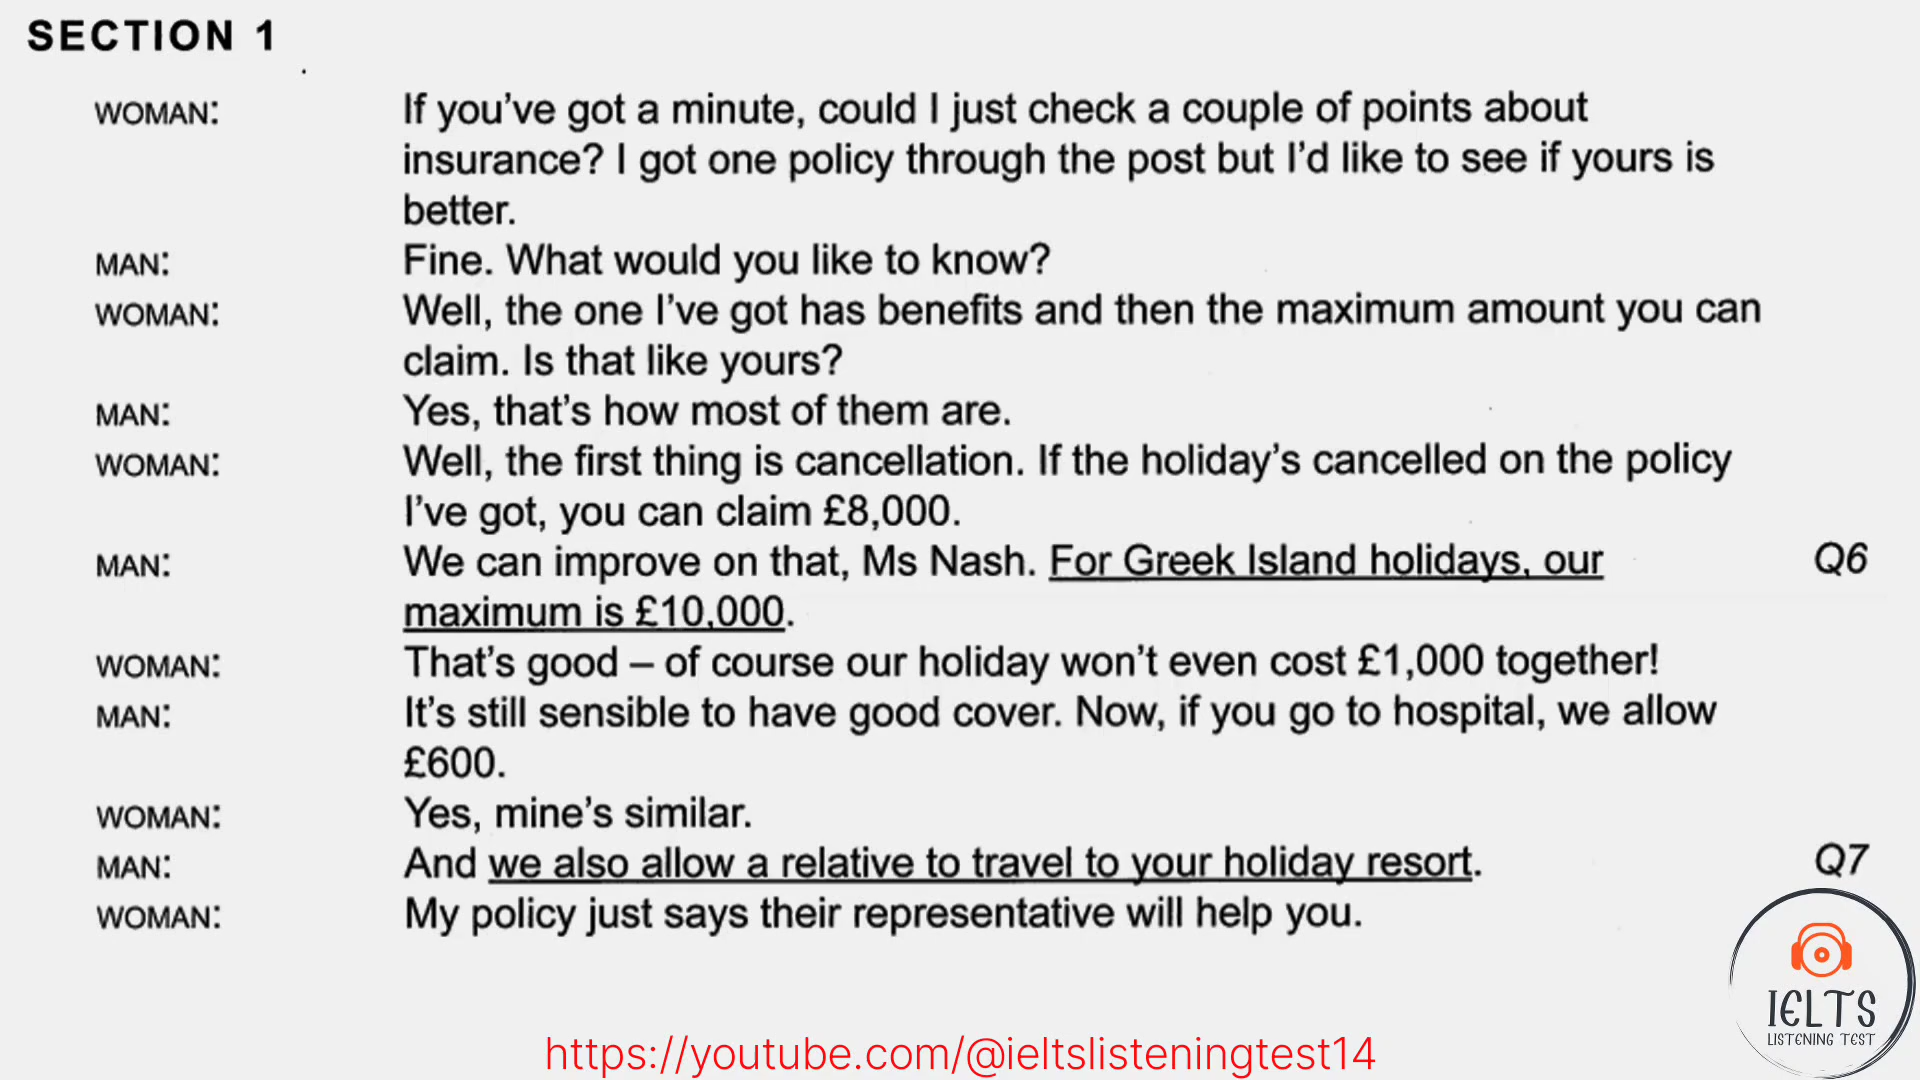 SECTION 1
WOMAN: If you've got a minute, could I just check a couple of points about
insurance? I got one policy through the post but I'd like to see if yours is
better.
MAN: Fine. What would you like to know?
WOMAN: Well, the one I've got has benefits and then the maximum amount you can
claim. Is that like yours?
MAN: Yes, that's how most of them are.
WOMAN: Well, the first thing is cancellation. If the holiday's cancelled on the policy
I've got, you can claim £8,000.
MAN: We can improve on that, Ms Nash. For Greek Island holidays, our Q6
maximum is £10,000.
WOMAN: That's good – of course our holiday won't even cost £1,000 together!
MAN: It's still sensible to have good cover. Now, if you go to hospital, we allow
£600.
WOMAN: Yes, mine's similar.
MAN: And we also allow a relative to travel to your holiday resort. Q7
WOMAN: My policy just says their representative will help you.
IELTS
LISTENING TEST
https://youtube.com/@ieltslisteningtest14